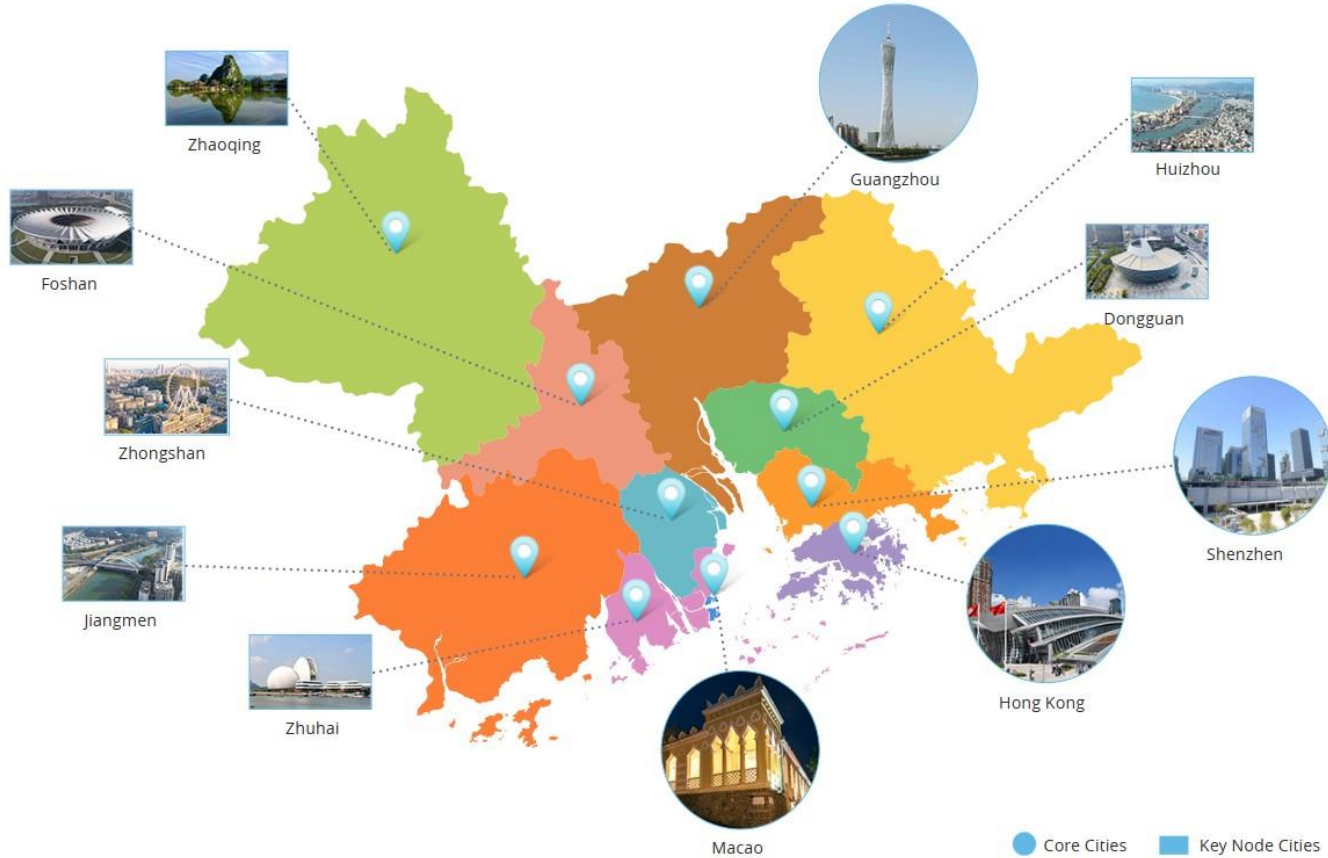 Zhaoqing
Guangzhou
Huizhou
Foshan
Dongguan
Zhongshan
Shenzhen
Jiangmen
Hong Kong
Zhuhai
Macao
Core Cities
Key Node Cities